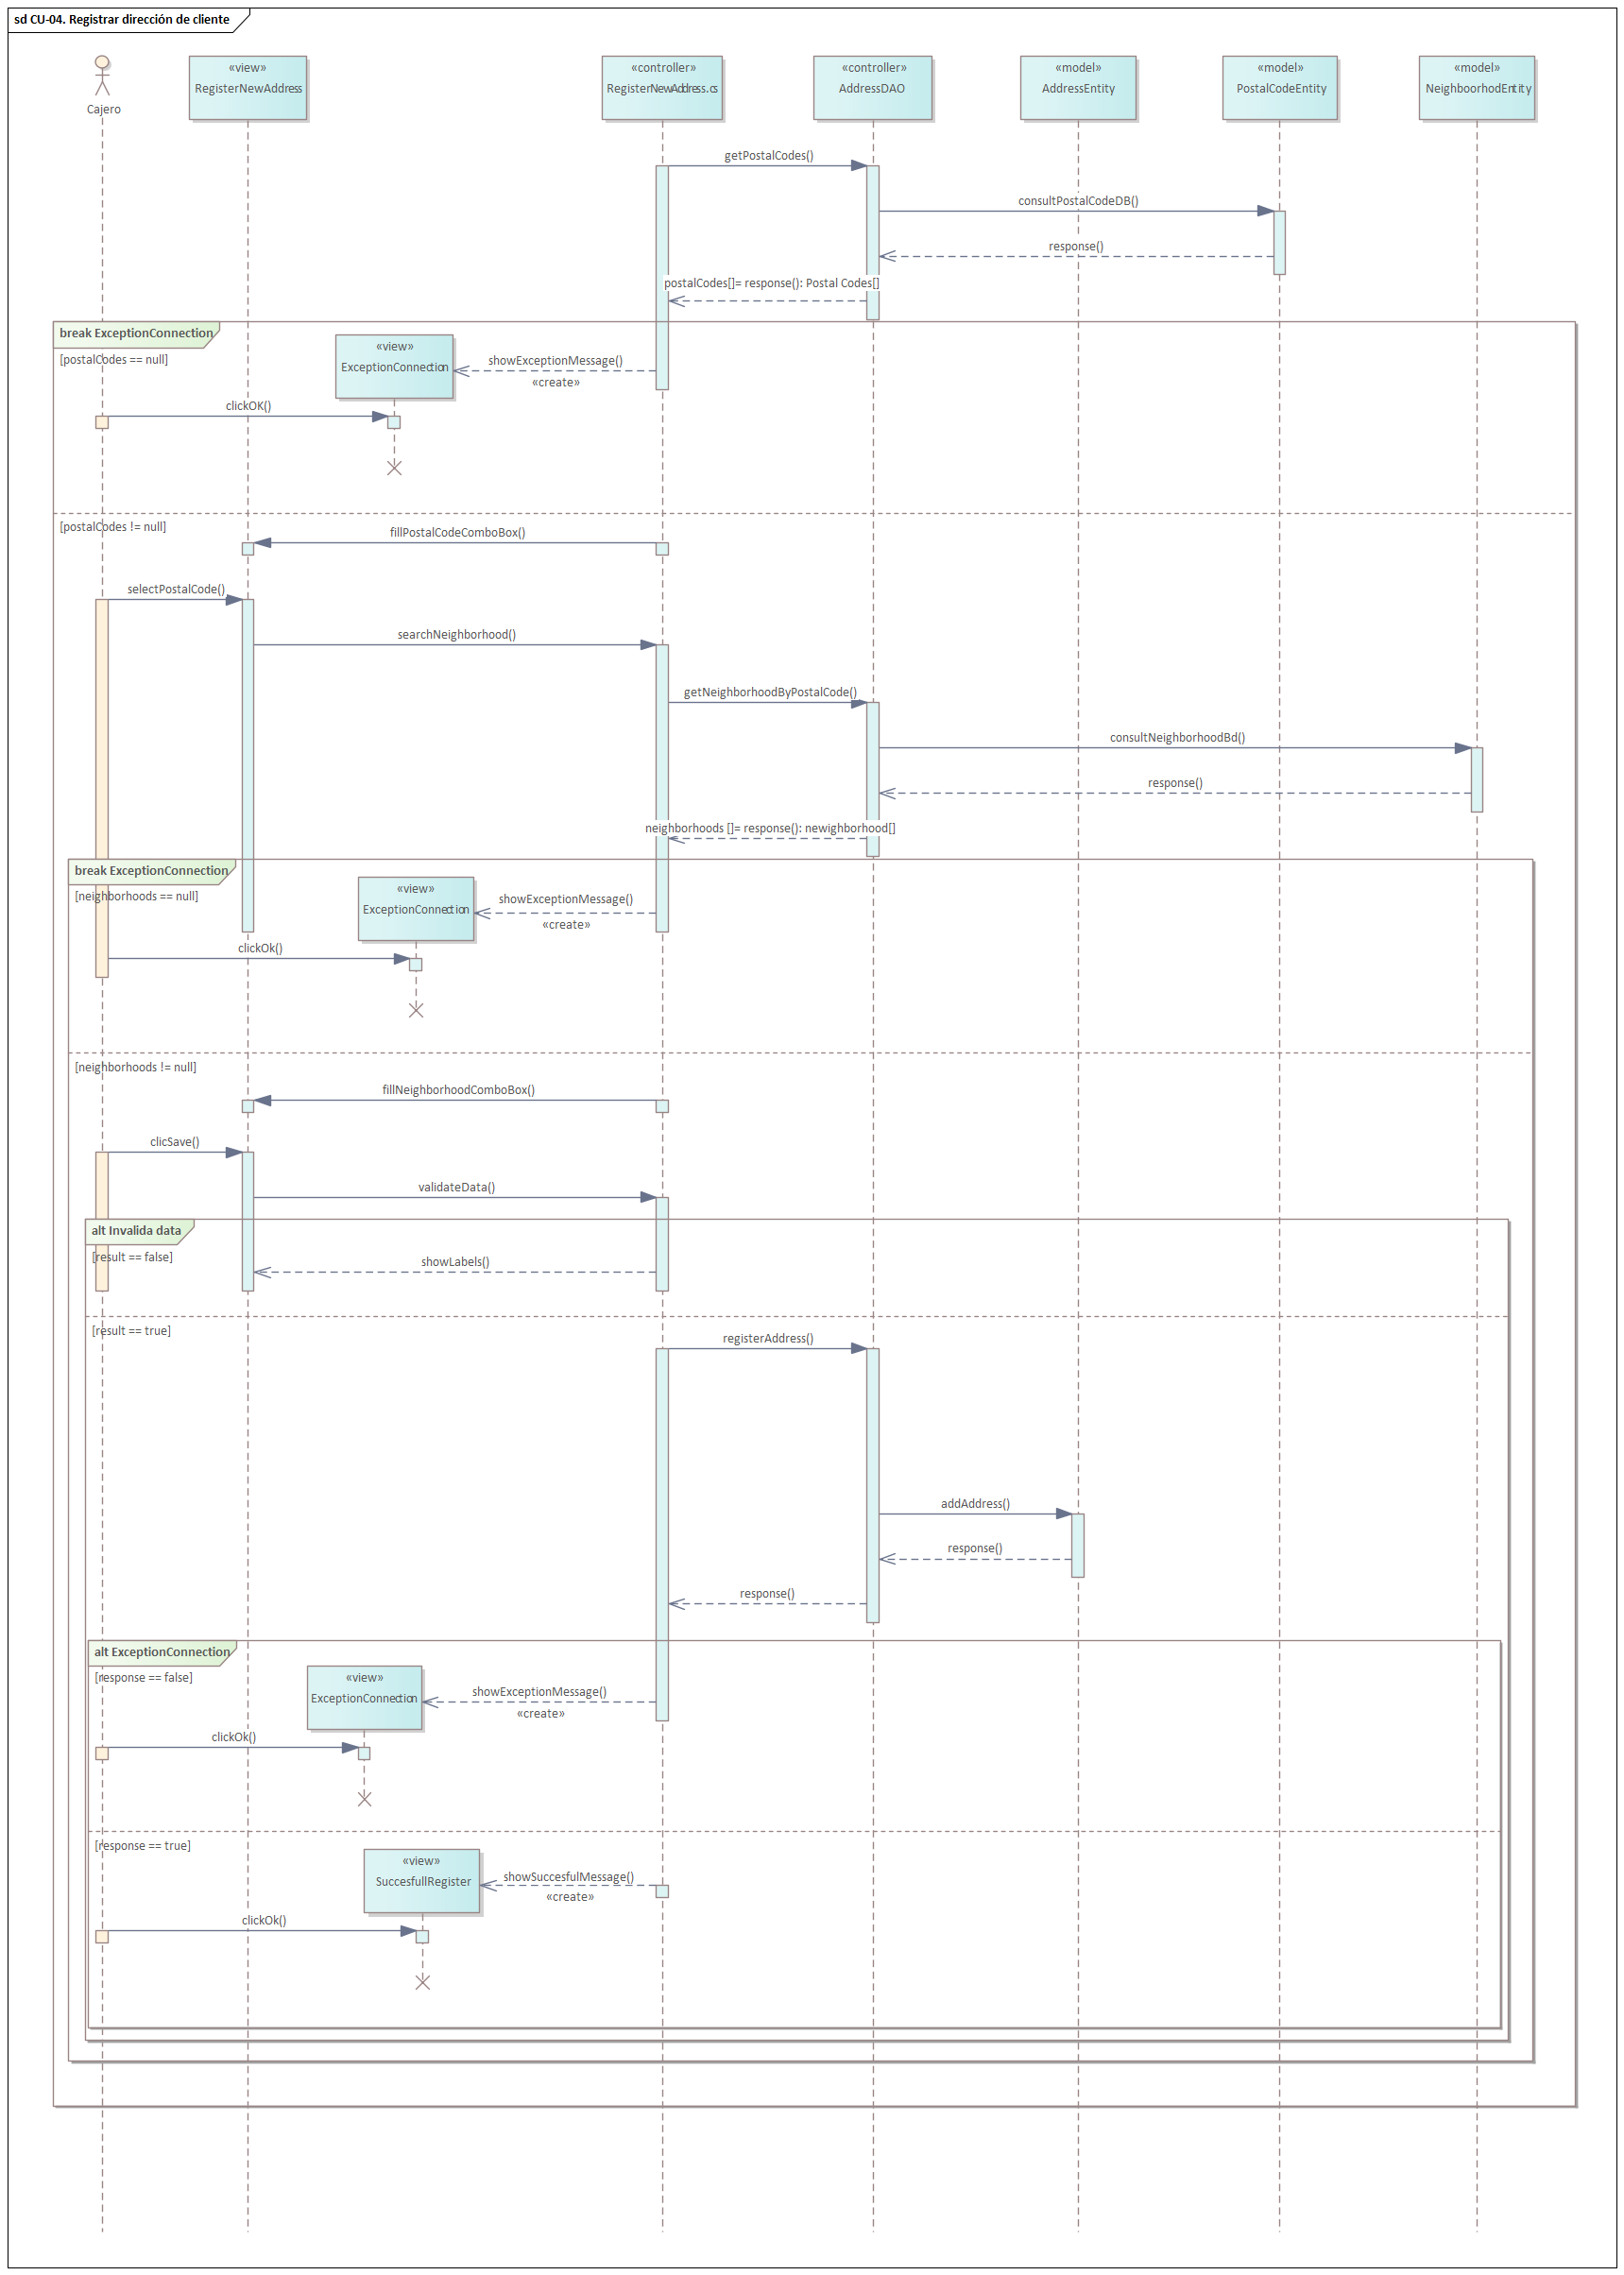 sd CU-04. Registrar dirección de cliente
Cajero
«view»
RegisterNewAddress
«controller»
RegisterNewAddress.cs
«controller»
AddressDAO
«model»
AddressEntity
«model»
PostalCodeEntity
«model»
NeighboorhodEntity
getPostalCodes()
consultPostalCodeDB()
response()
postalCodes[]= response(): Postal Codes[]
break ExceptionConnection
[postalCodes == null]
«view»
ExceptionConnection
showExceptionMessage()
«create»
clickOK()
[postalCodes != null]
fillPostalCodeComboBox()
selectPostalCode()
searchNeighborhood()
getNeighborhoodByPostalCode()
consultNeighborhoodBd()
response()
neighborhoods []= response(): newighborhood[]
break ExceptionConnection
[neighborhoods == null]
«view»
ExceptionConnection
showExceptionMessage()
«create»
clickOk()
[neighborhoods != null]
fillNeighborhoodComboBox()
clicSave()
validateData()
alt Invalida data
[result == false]
showLabels()
[result == true]
registerAddress()
addAddress()
response()
response()
alt ExceptionConnection
[response == false]
«view»
ExceptionConnection
showExceptionMessage()
«create»
clickOk()
[response == true]
«view»
SuccesfullRegister
showSuccesfulMessage()
«create»
clickOk()